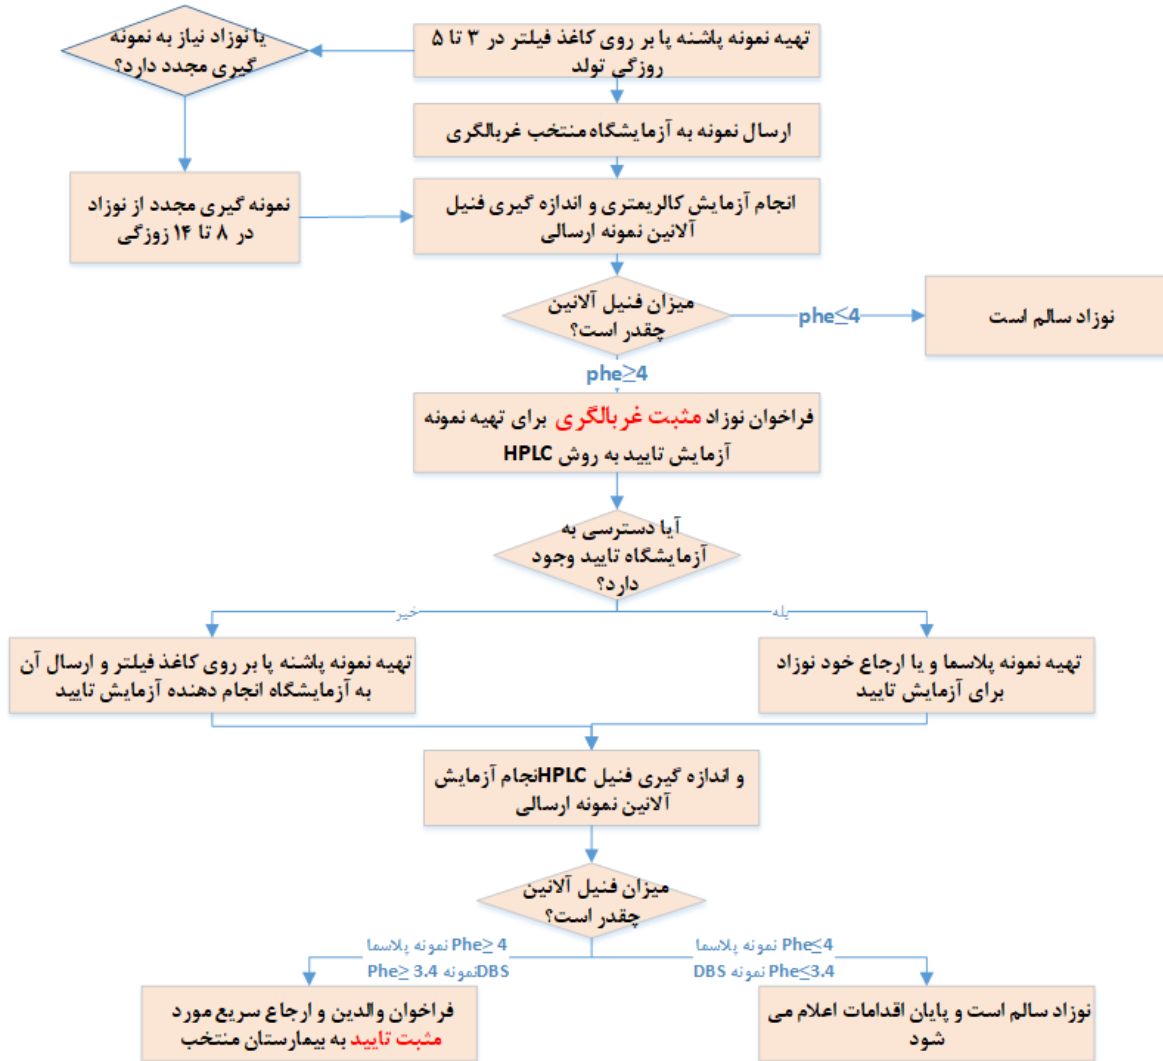 تهیه نمونه پاشنه پا بر روی کاغذ فیلتر در ۳ تا ۵
روزگی تولد
یا نوزاد نیاز به نمونه
گیری مجدد دارد؟
ارسال نمونه به آزمایشگاه منتخب غربالگری
نمونه گیری مجدد از نوزاد
در ۸ تا ۱۴ زوزگی
انجام آزمایش کالریمتری و اندازه گیری فنیل
آلانین نمونه ارسالی
میزان فنیل آلانین
چقدر است؟
phe≤4
نوزاد سالم است
phe≥4
فراخوان نوزاد مثبت غربالگری برای تهیه نمونه
آزمایش تایید به روش HPLC
آیا دسترسی به
آزمایشگاه تایید وجود
دارد؟
بله
خیر
تهیه نمونه پلاسما و یا ارجاع خود نوزاد
برای آزمایش تایید
تهیه نمونه پاشنه پا بر روی کاغذ فیلتر و ارسال آن
به آزمایشگاه انجام دهنده آزمایش تایید
و اندازه گیری فنیل HPLCانجام آزمایش
آلانین نمونه ارسالی
میزان فنیل آلانین
چقدر است؟
Phe≤4 نمونه پلاسما
Phe≤3.4 نمونه DBS
Phe≥ 4 نمونه پلاسما
DBSنمونه Phe≥ 3.4
نوزاد سالم است و پایان اقدامات اعلام می
شود
فراخوان والدین و ارجاع سریع مورد
مثبت تایید به بیمارستان منتخب